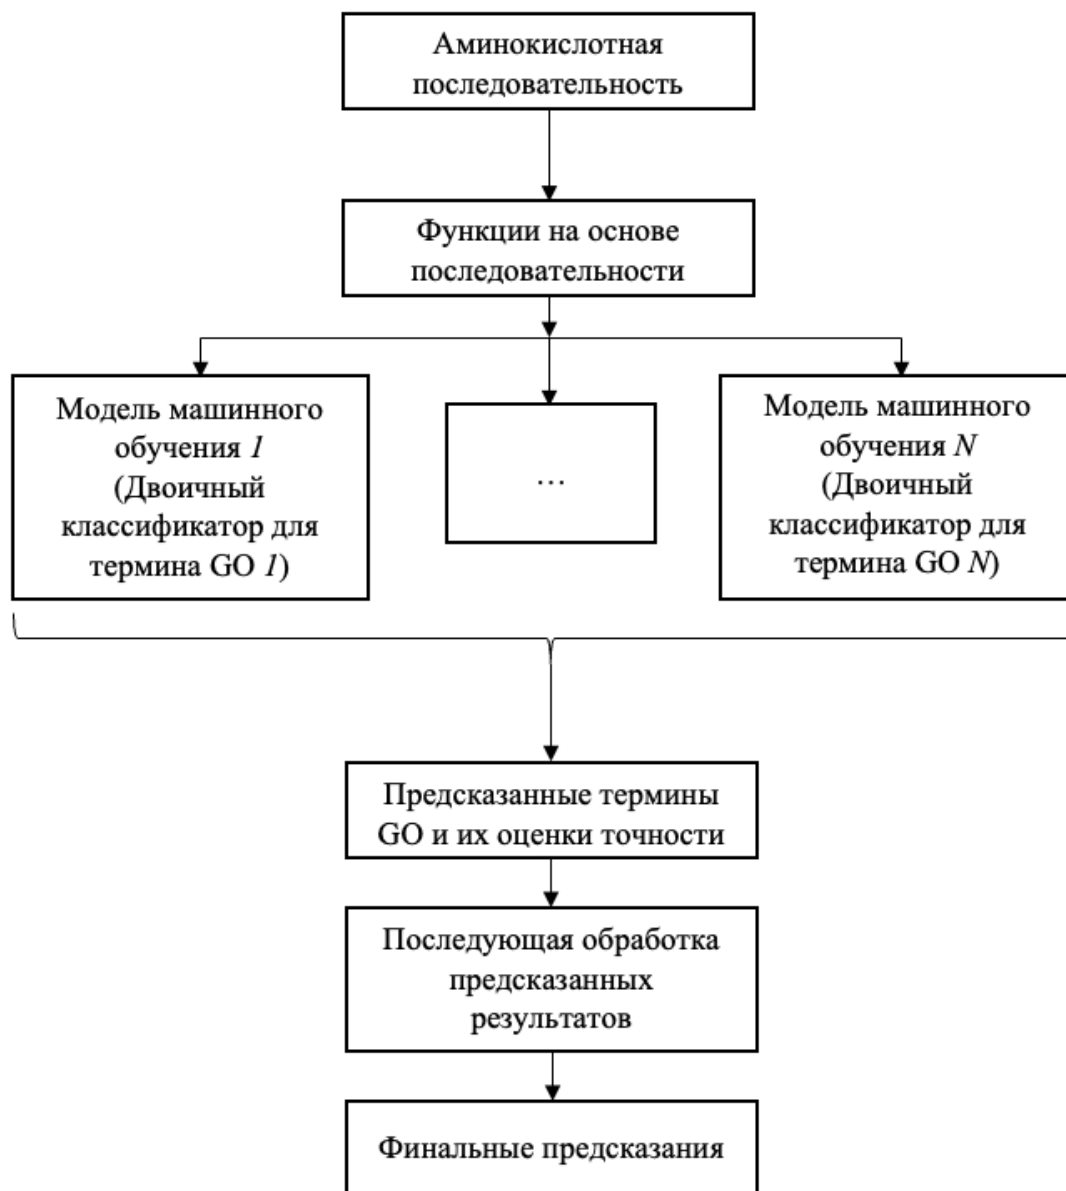 Аминокислотная
последовательность
Функции на основе
последовательности
Модель машинного
обучения 1
(Двоичный
классификатор для
термина GO 1)
...
Модель машинного
обучения N
(Двоичный
классификатор для
термина GO N)
Предсказанные термины
GO и их оценки точности
Последующая обработка
предсказанных
результатов
Финальные предсказания